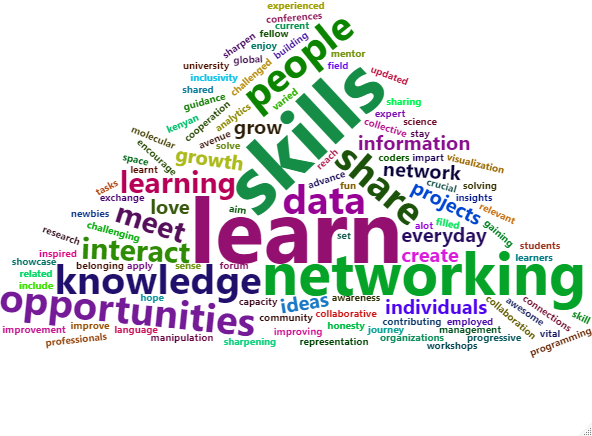 experienced
conferences
current
fellow
sharpen
building
enjoy
people
mentor
global
field
university
challenged
inclusivity
updated
shared
skills
varied
guidance
sharing
cooperation
analytics
expert
kenyan
grow
collective
science
molecular
avenue
stay
encourage
solve
information
growth
reach
share
coders
impart
visualization
space
learnt
network
tasks
learning
advance
fun
crucial
solving
exchange
data
projects
insights
newbies
meet
love
aim
relevant
challenging
learn
set
alot
filled
gaining
research
interact
everyday
students
inspired
create
learners
showcase
belonging
apply
sense
forum
related
knowledge
networking
include
opportunities
hope
capacity
ideas
awareness
individuals
collaboration
awesome
connections
skill
improvement
improve
language
community
collaborative
honesty
contributing
employed
vital
programming
professionals
manipulation
improving
journey
management
sharpening
representation
organizations
progressive
workshops